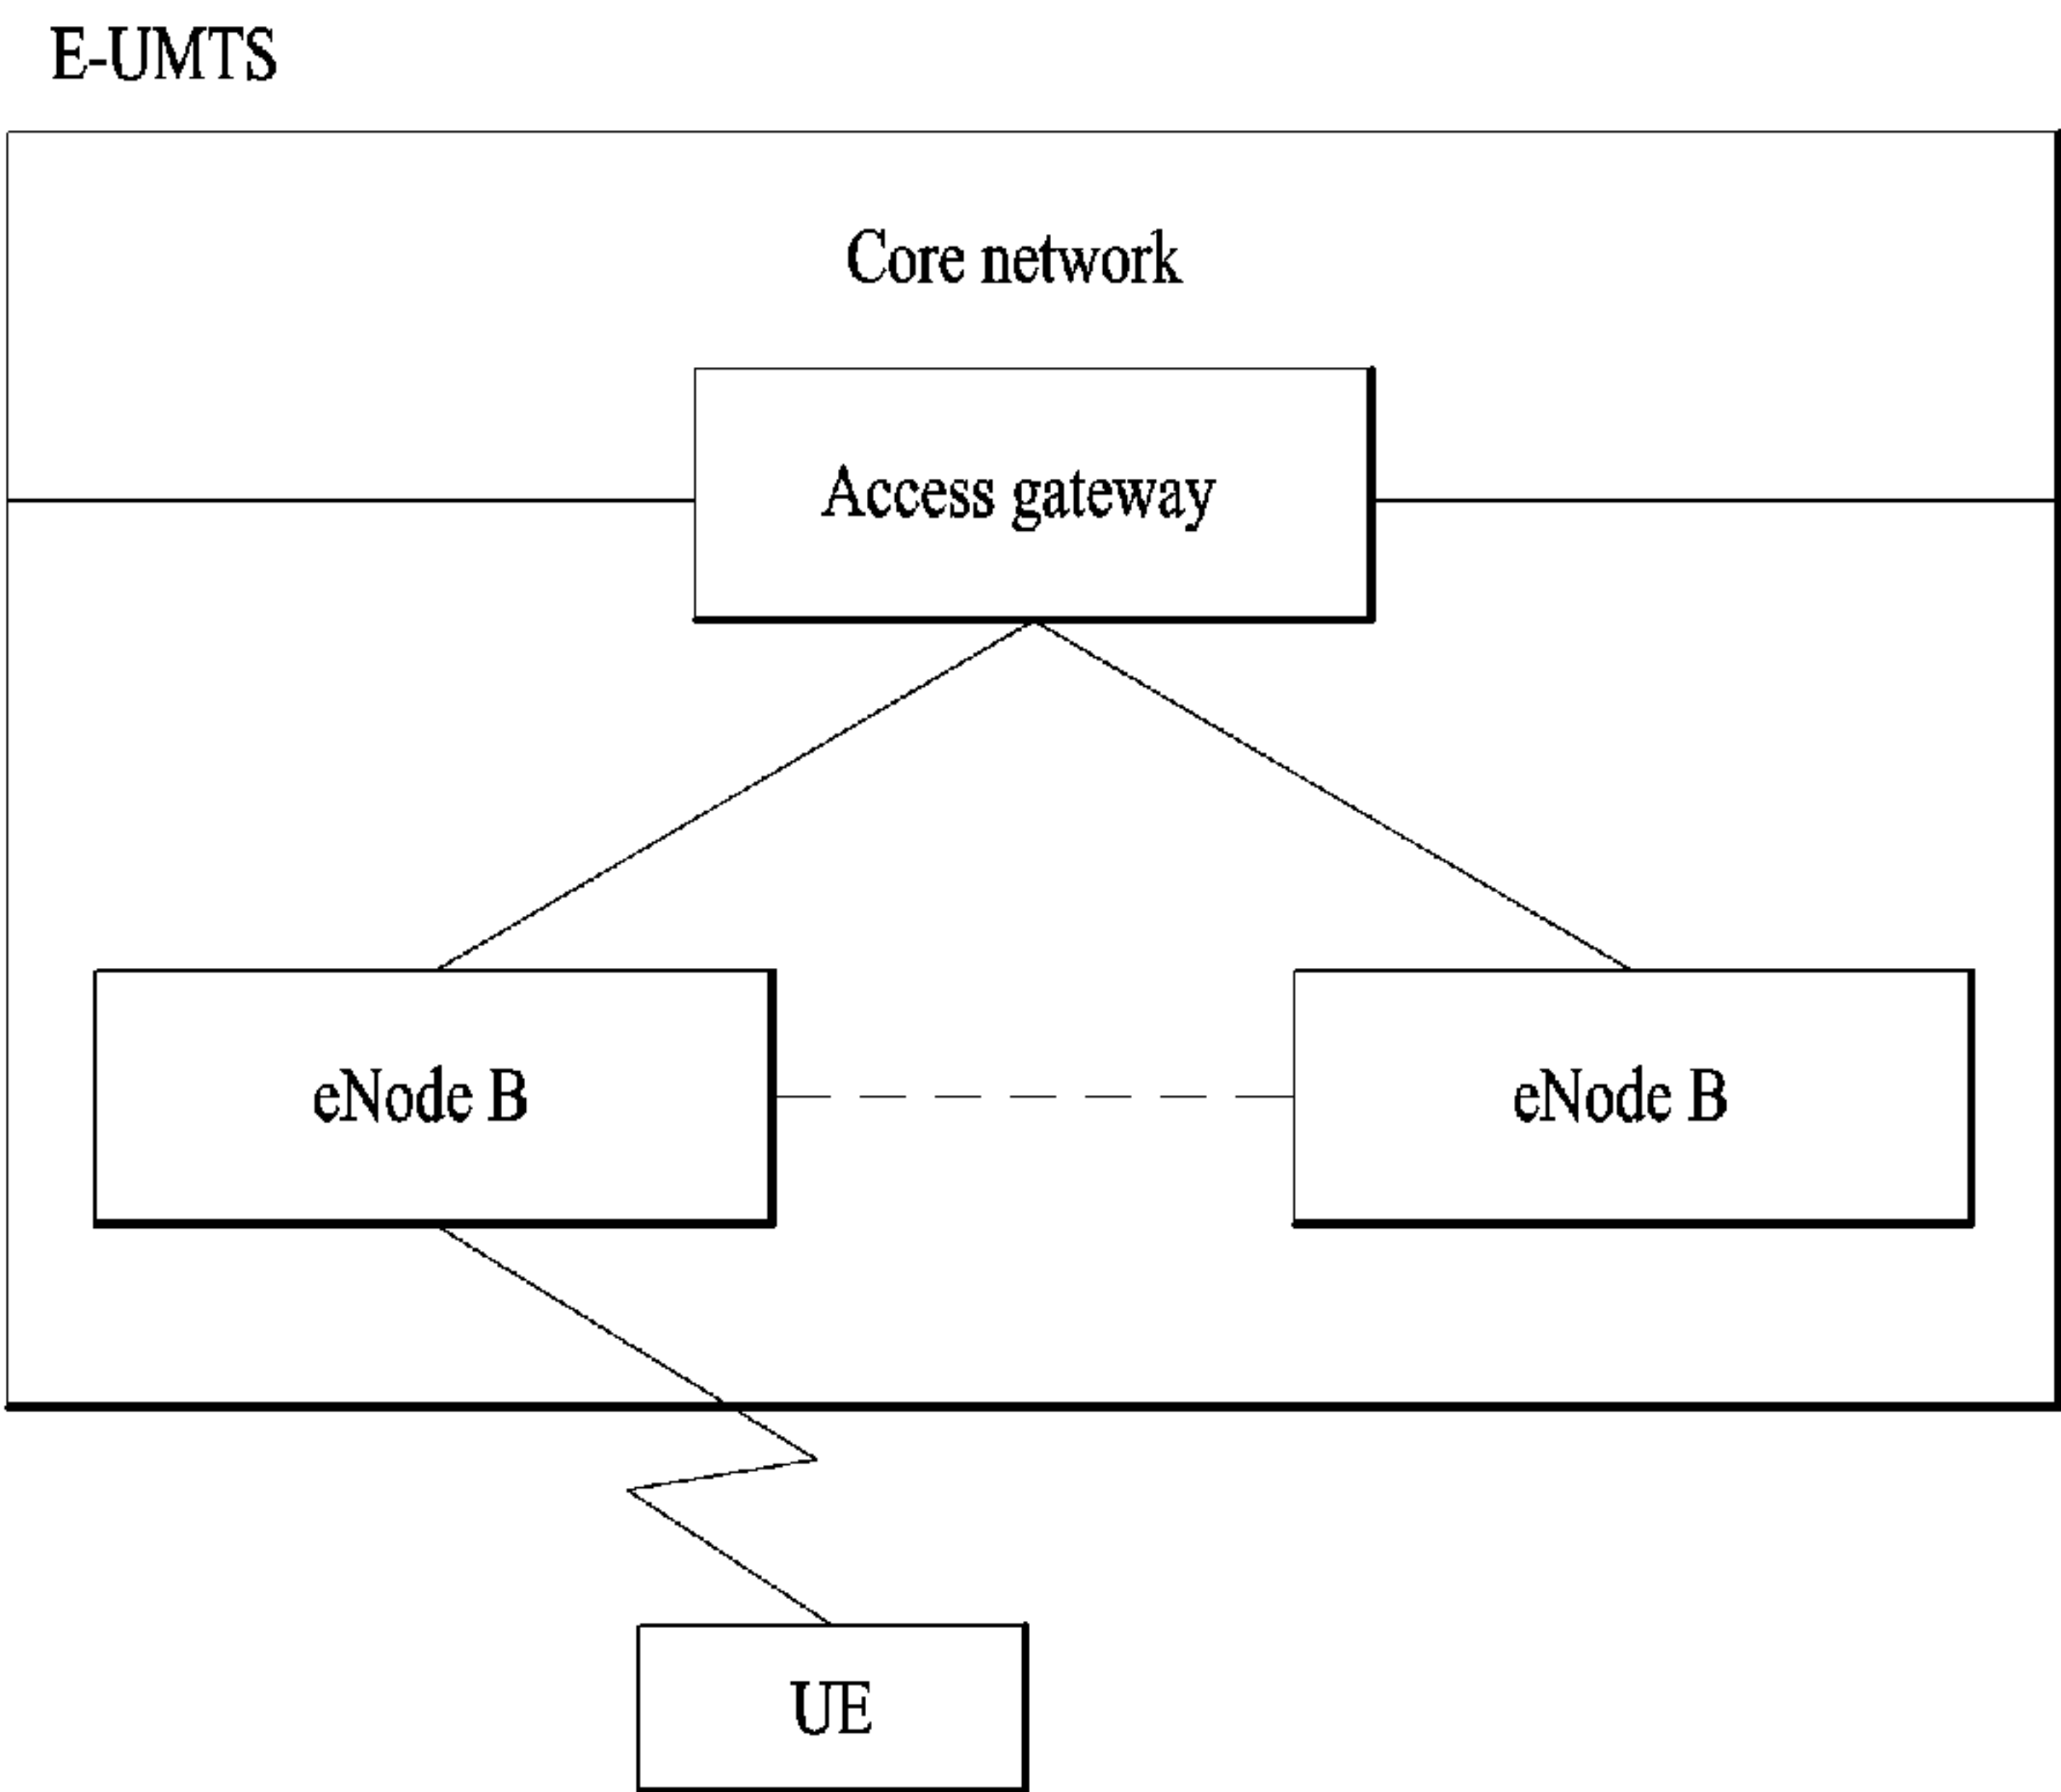 E-UMTS
Core network
Access gateway
eNode B
eNode B
UE